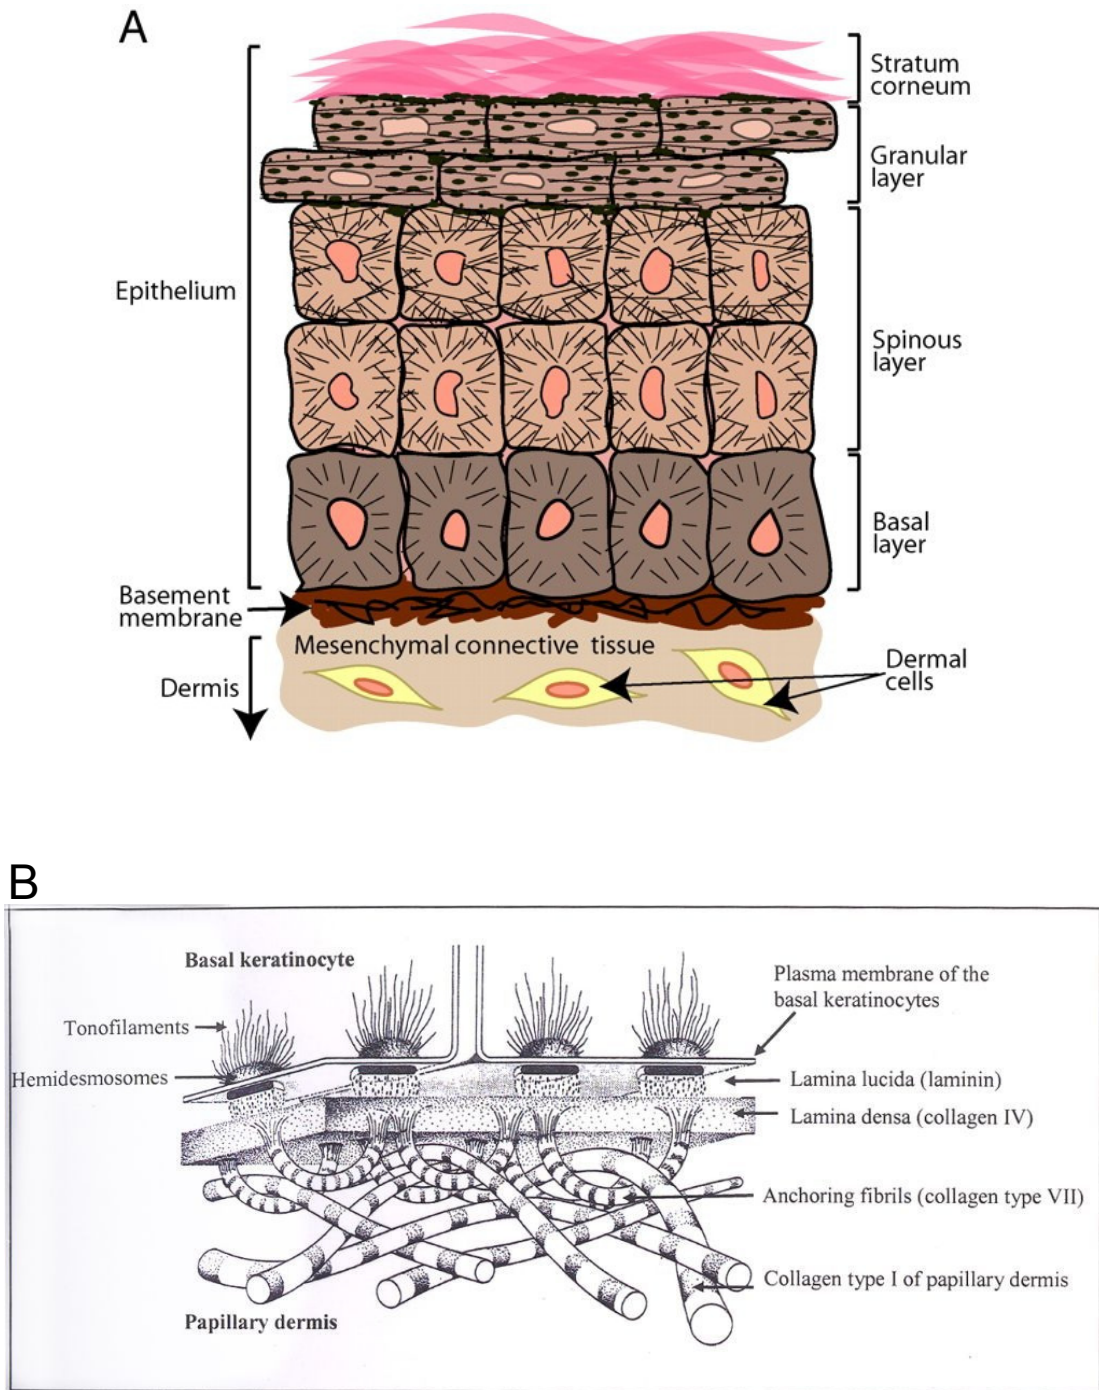 A
Stratum
corneum
Granular
layer
Epithelium
Spinous
layer
Basal
layer
Basement
membrane
Mesenchymal connective tissue
Dermis
Dermal
cells
B
Basal keratinocyte
Plasma membrane of the
basal keratinocytes
Tonofilaments
Hemidesmosomes
Lamina lucida (laminin)
Lamina densa (collagen IV)
Anchoring fibrils (collagen type VII)
Collagen type I of papillary dermis
Papillary dermis